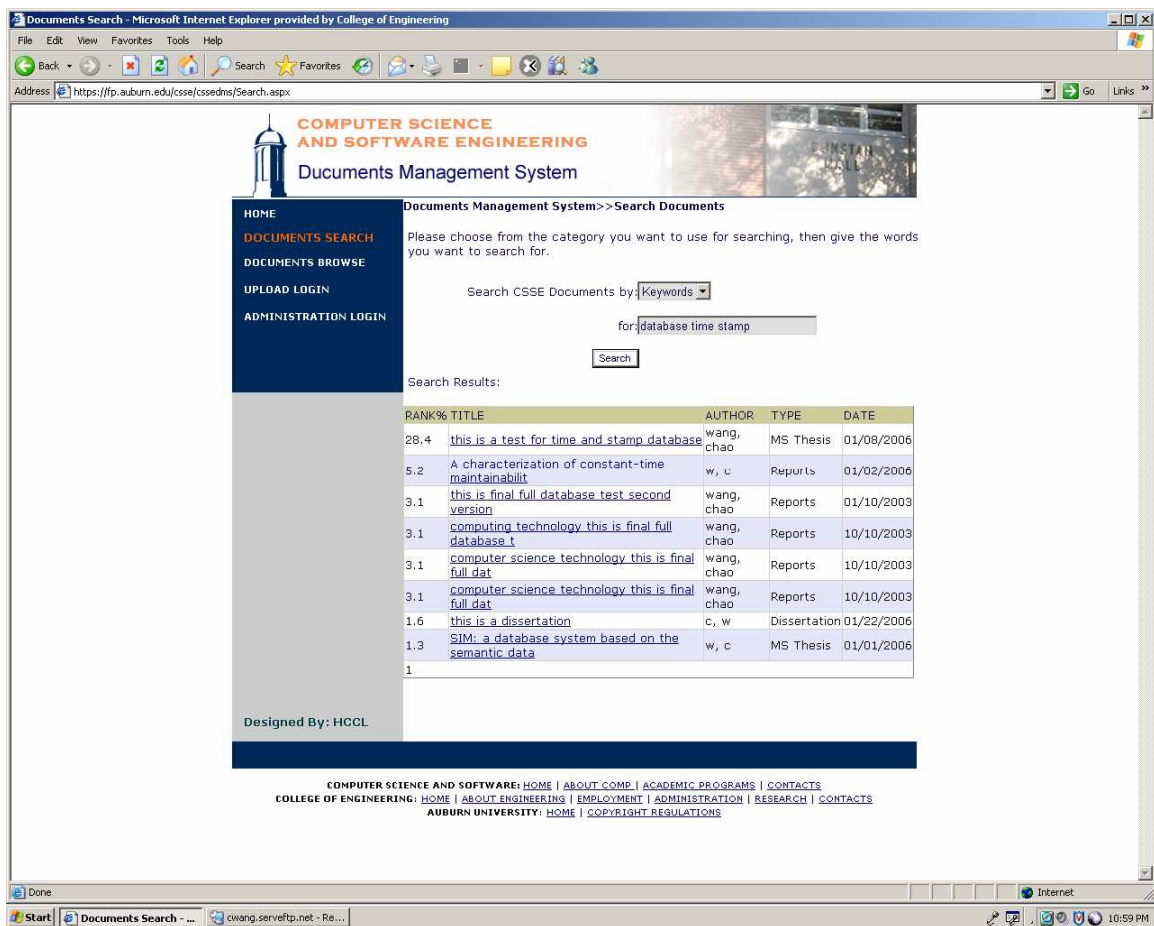 Documents Search - Microsoft Internet Explorer provided by College of Engineering
File Edit View Favorites Tools Help
Back Search Favorites
Address https://fp.auburn.edu/csse/cssedms/Search.aspx Go Links »
COMPUTER SCIENCE
AND SOFTWARE ENGINEERING
Ducuments Management System
DUNSTAN
HALL
HOME
DOCUMENTS SEARCH
DOCUMENTS BROWSE
UPLOAD LOGIN
ADMINISTRATION LOGIN
Documents Management System>>Search Documents
Please choose from the category you want to use for searching, then give the words
you want to search for.
Search CSSE Documents by: Keywords
for: database time stamp
Search
Search Results:
RANK% TITLE AUTHOR TYPE DATE
28.4 this is a test for time and stamp database wang, chao MS Thesis 01/08/2006
5.2 A characterization of constant-time
maintainabilit w, c Reports 01/02/2006
3.1 this is final full database test second
version wang, chao Reports 01/10/2003
3.1 computing technology this is final full
database t wang, chao Reports 10/10/2003
3.1 computer science technology this is final
full dat wang, chao Reports 10/10/2003
3.1 computer science technology this is final
full dat wang, chao Reports 10/10/2003
1.6 this is a dissertation c, w Dissertation 01/22/2006
1.3 SIM: a database system based on the
semantic data w, c MS Thesis 01/01/2006
1
Designed By: HCCL
COMPUTER SCIENCE AND SOFTWARE: HOME | ABOUT COMP | ACADEMIC PROGRAMS | CONTACTS
COLLEGE OF ENGINEERING: HOME | ABOUT ENGINEERING | EMPLOYMENT | ADMINISTRATION | RESEARCH | CONTACTS
AUBURN UNIVERSITY: HOME | COPYRIGHT REGULATIONS
Done Internet
Start Documents Search - ... cwang.serveftp.net - Re... 10:59 PM